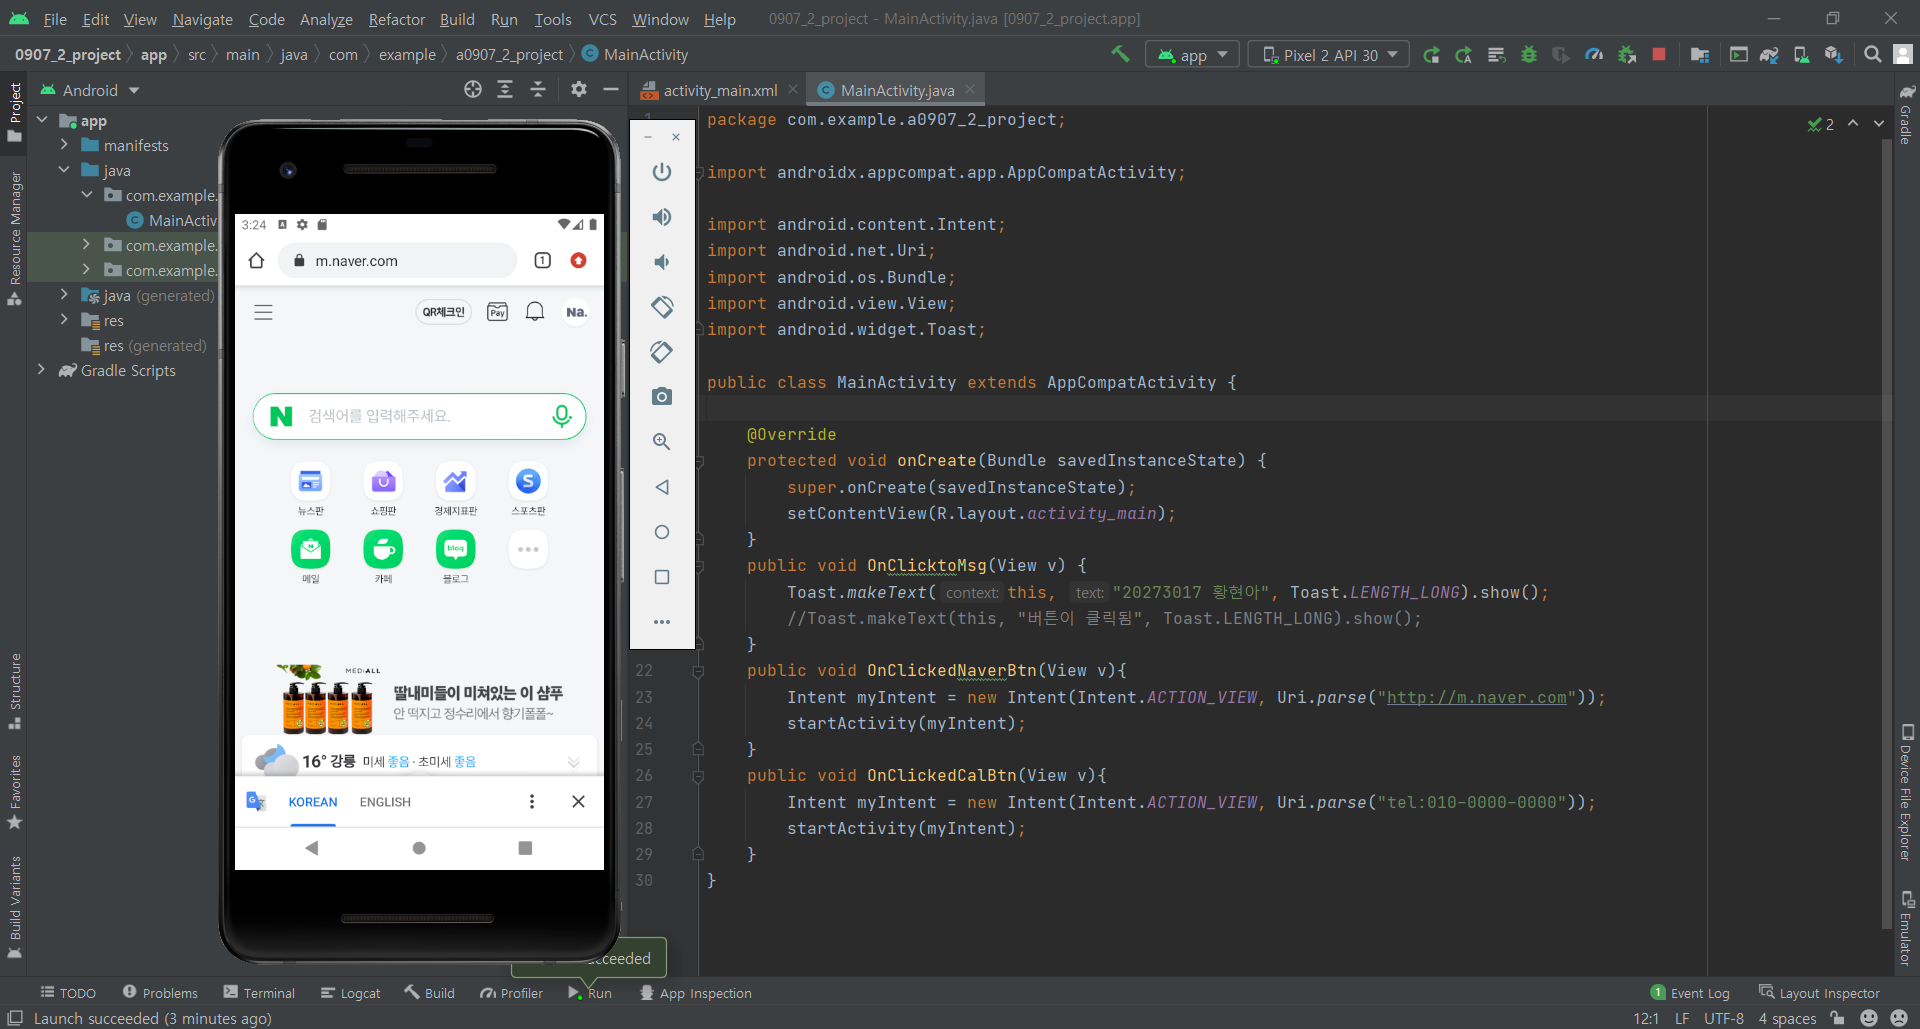 File Edit View Navigate Code Analyze Refactor Build Run Tools VCS Window Help 0907_2_project - MainActivity.java [0907_2_project.app]
0907_2_project app src main java com example a0907_2_project MainActivity
app Pixel 2 API 30
Project
Resource Manager
Structure
Favorites
Build Variants
Android
app
manifests
java
com.example.
MainActiv
com.example.
com.example.
java (generated)
res
res (generated)
Gradle Scripts
3:24
m.naver.com
1
QR체크인 Pay Na.
검색어를 입력해주세요.
뉴스판 쇼핑판 경제지표판 스포츠판
blog
메일 카페 블로그
MEDIALL
딸내미들이 미쳐있는 이 샴푸
안 떡지고 정수리에서 향기폴폴~
16° 강릉 미세 좋음 · 초미세 좋음
KOREAN ENGLISH
activity_main.xml MainActivity.java
2
package com.example.a0907_2_project;
import androidx.appcompat.app.AppCompatActivity;
import android.content.Intent;
import android.net.Uri;
import android.os.Bundle;
import android.view.View;
import android.widget.Toast;
public class MainActivity extends AppCompatActivity {
@Override
protected void onCreate(Bundle savedInstanceState) {
super.onCreate(savedInstanceState);
setContentView(R.layout.activity_main);
}
public void OnClicktoMsg(View v) {
Toast.makeText( context: this, text: "20273017 황현아", Toast.LENGTH_LONG).show();
//Toast.makeText(this, "버튼이 클릭됨", Toast.LENGTH_LONG).show();
}
22 public void OnClickedNaverBtn(View v){
23 Intent myIntent = new Intent(Intent.ACTION_VIEW, Uri.parse("http://m.naver.com"));
24 startActivity(myIntent);
25 }
26 public void OnClickedCalBtn(View v){
27 Intent myIntent = new Intent(Intent.ACTION_VIEW, Uri.parse("tel:010-0000-0000"));
28 startActivity(myIntent);
29 }
30 }
Gradle
Device File Explorer
Emulator
TODO Problems Terminal Logcat Build Profiler Run App Inspection
1 Event Log Layout Inspector
Launch succeeded (3 minutes ago)
12:1 LF UTF-8 4 spaces